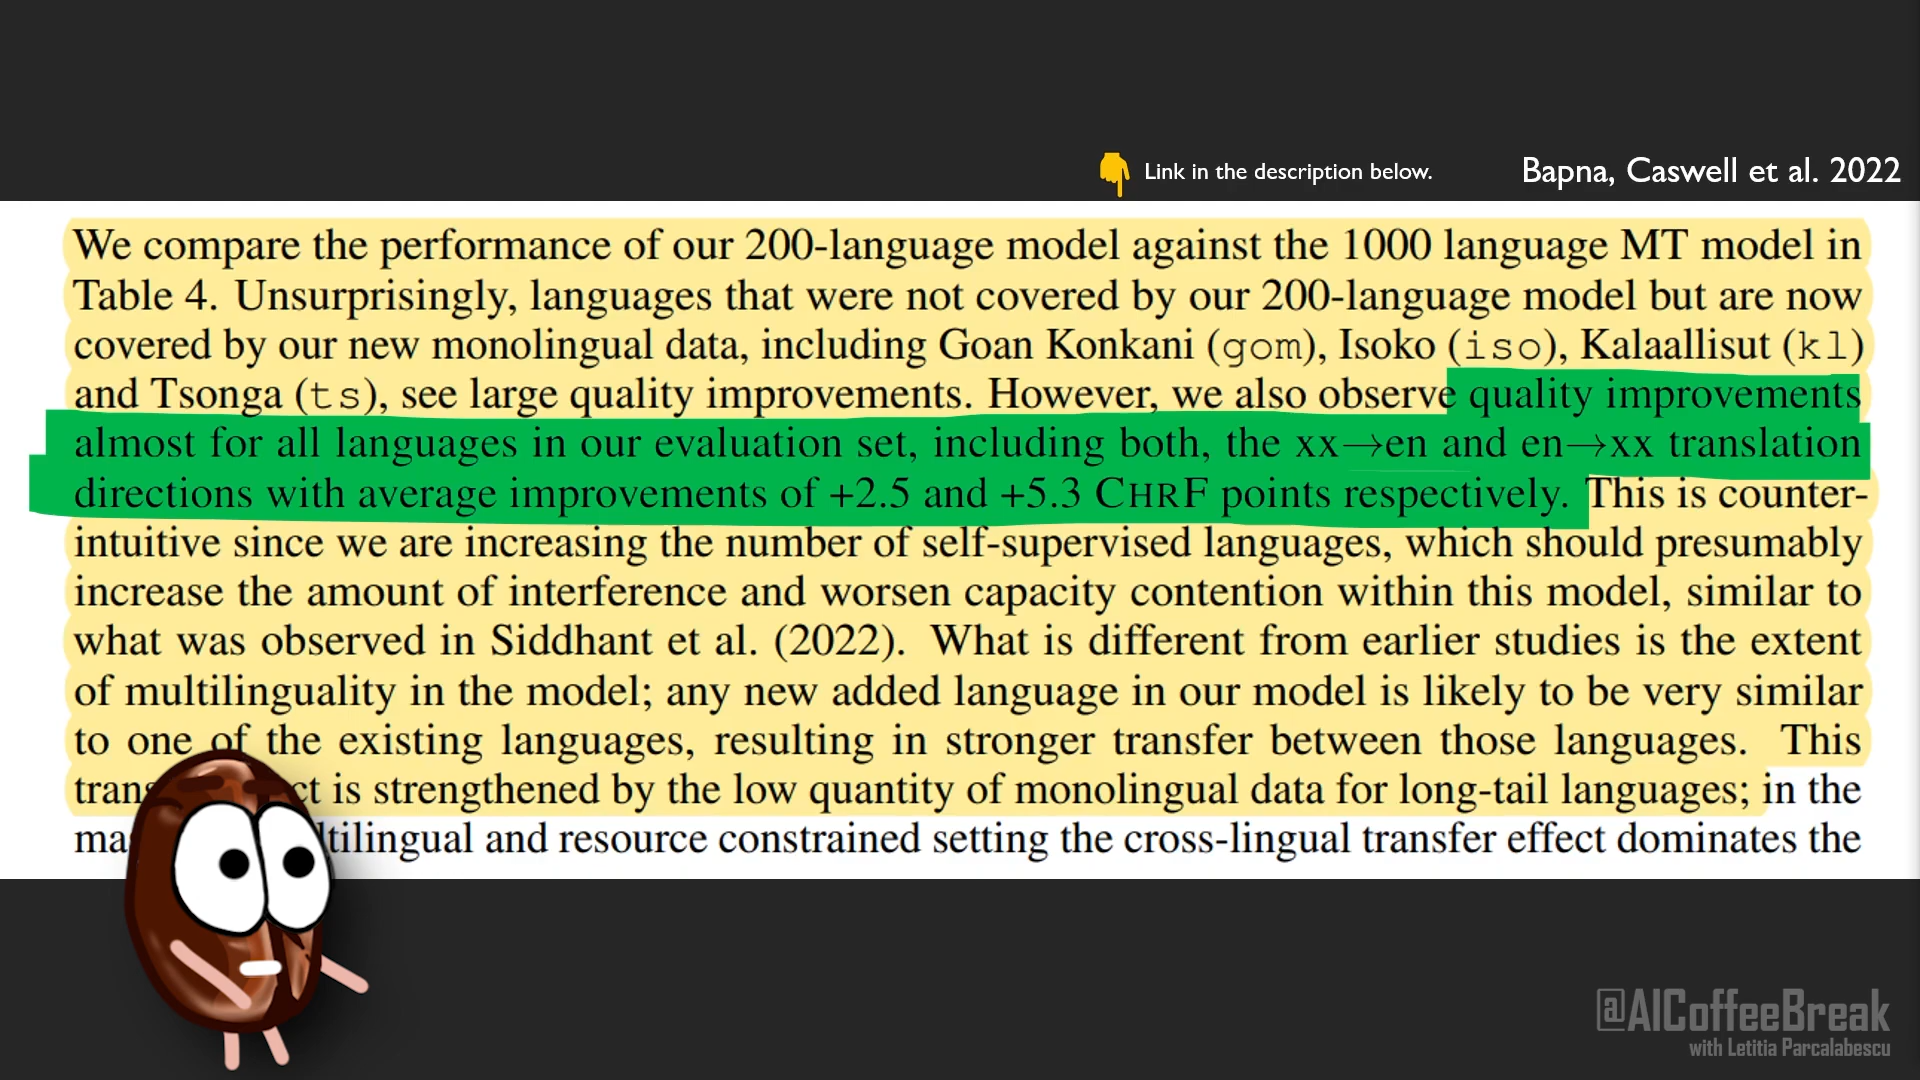 Link in the description below.
Bapna, Caswell et al. 2022
We compare the performance of our 200-language model against the 1000 language MT model in
Table 4. Unsurprisingly, languages that were not covered by our 200-language model but are now
covered by our new monolingual data, including Goan Konkani (gom), Isoko (iso), Kalaallisut (kl)
and Tsonga (ts), see large quality improvements. However, we also observe quality improvements
almost for all languages in our evaluation set, including both, the xx→en and en→xx translation
directions with average improvements of +2.5 and +5.3 CHRF points respectively. This is counter-
intuitive since we are increasing the number of self-supervised languages, which should presumably
increase the amount of interference and worsen capacity contention within this model, similar to
what was observed in Siddhant et al. (2022). What is different from earlier studies is the extent
of multilinguality in the model; any new added language in our model is likely to be very similar
to one of the existing languages, resulting in stronger transfer between those languages. This
is strengthened by the low quantity of monolingual data for long-tail languages; in the
and resource constrained setting the cross-lingual transfer effect dominates the
@AICoffeeBreak
with Letitia Parcalabescu